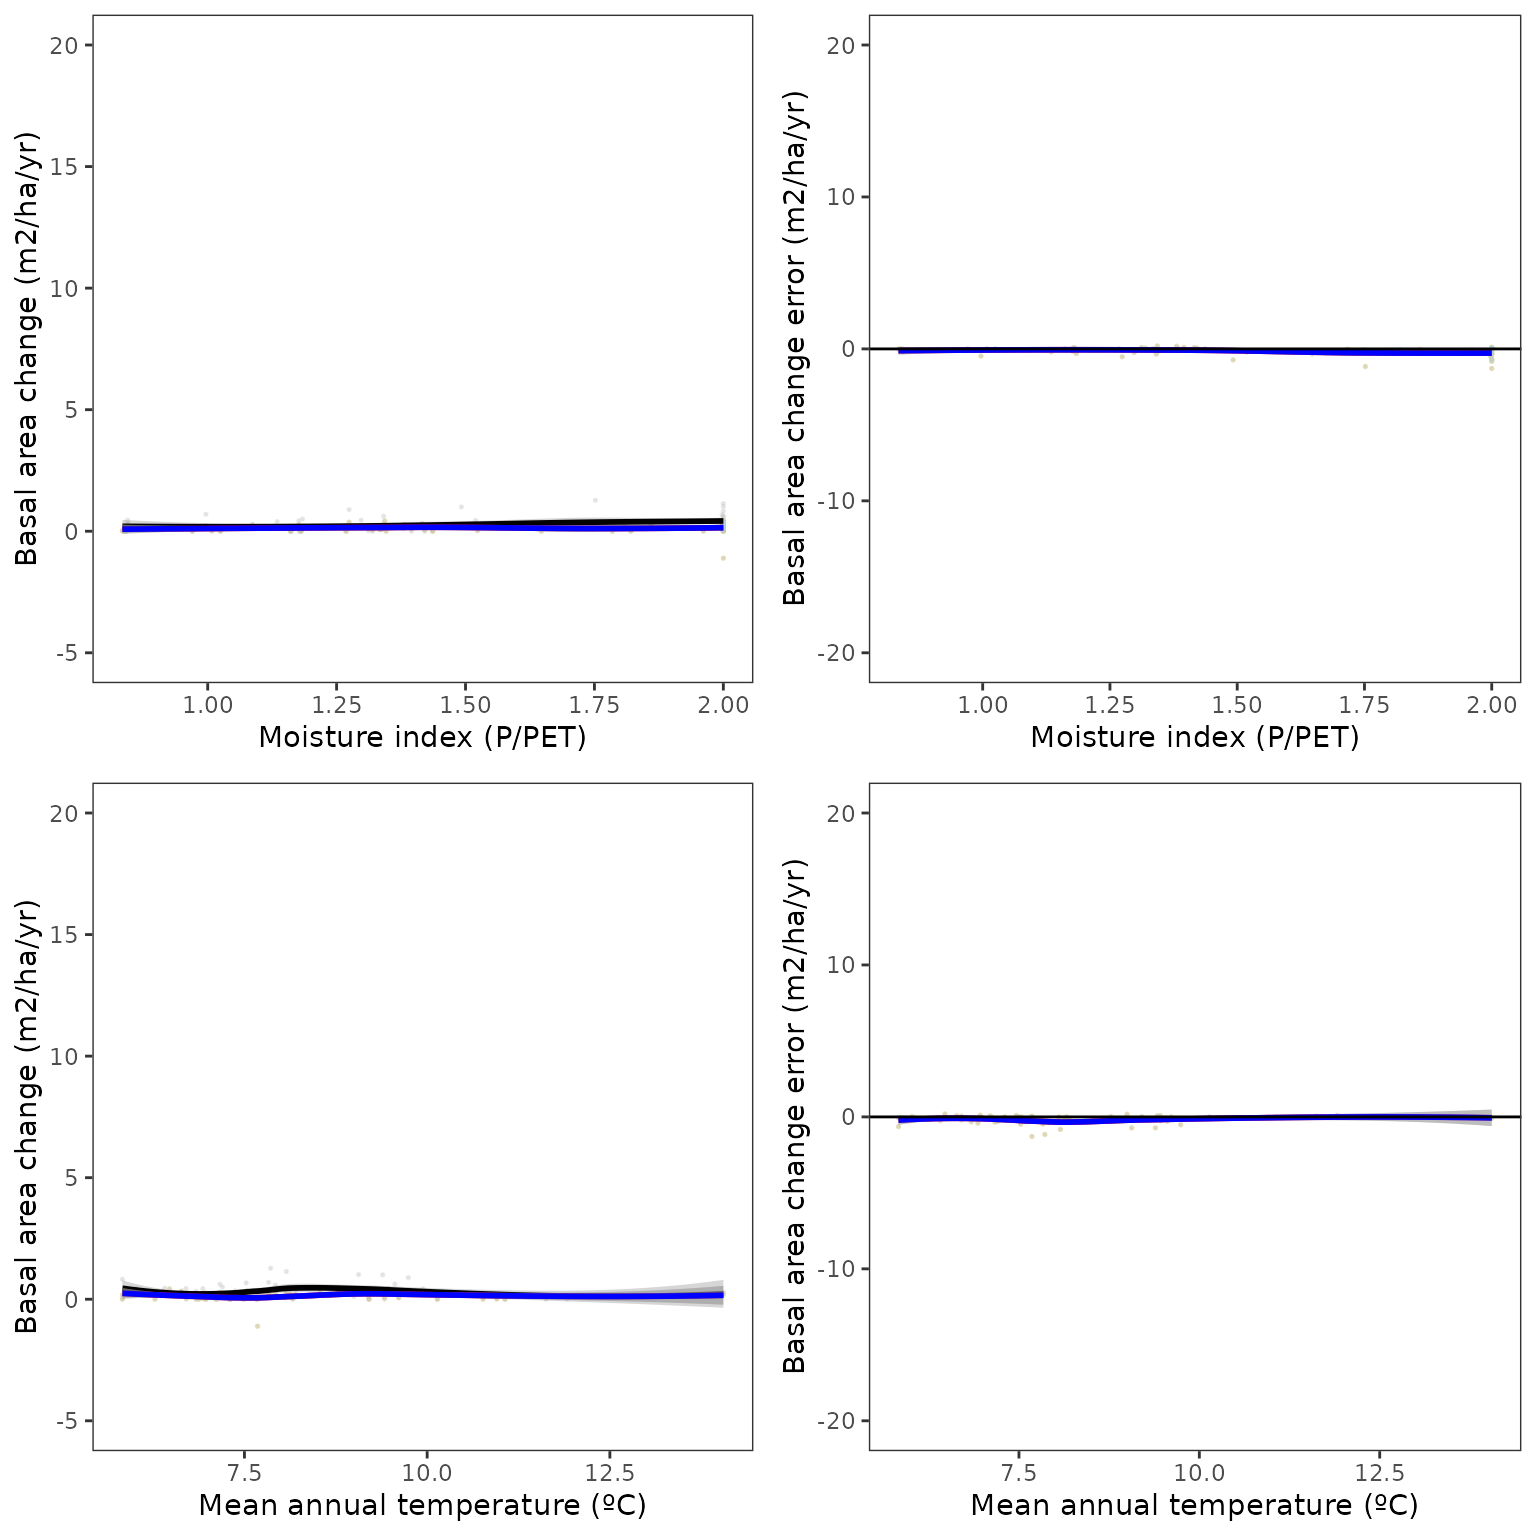 20
15
10
5
0
-5
Basal area change (m2/ha/yr)
1.00 1.25 1.50 1.75 2.00
Moisture index (P/PET)
20
10
0
-10
-20
Basal area change error (m2/ha/yr)
1.00 1.25 1.50 1.75 2.00
Moisture index (P/PET)
20
15
10
5
0
-5
Basal area change (m2/ha/yr)
7.5 10.0 12.5
Mean annual temperature (ºC)
20
10
0
-10
-20
Basal area change error (m2/ha/yr)
7.5 10.0 12.5
Mean annual temperature (ºC)